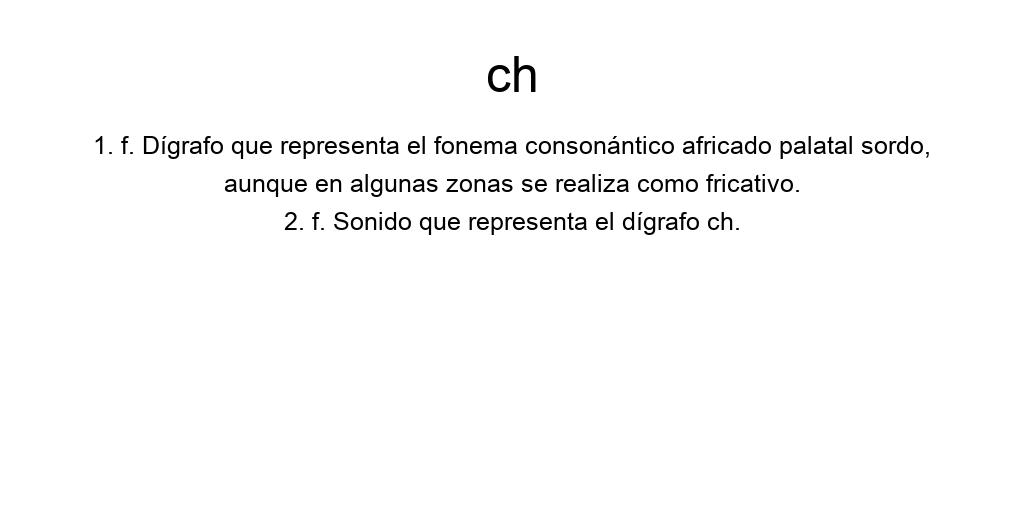 ch
1. f. Dígrafo que representa el fonema consonántico africado palatal sordo,
aunque en algunas zonas se realiza como fricativo.
2. f. Sonido que representa el dígrafo ch.